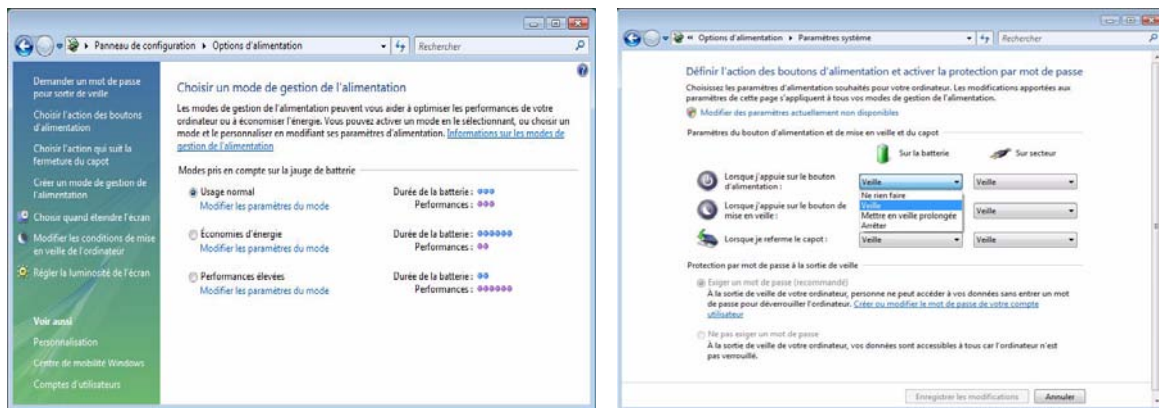 Panneau de configuration Options d'alimentation
Rechercher
Demander un mot de passe
pour sortir de veille
Choisir l'action des boutons
d'alimentation
Choisir l'action qui suit la
fermeture du capot
Créer un mode de gestion de
l'alimentation
Choisir quand éteindre l'écran
Modifier les conditions de mise
en veille de l'ordinateur
Régler la luminosité de l'écran
Voir aussi
Personnalisation
Centre de mobilité Windows
Comptes d'utilisateurs
Choisir un mode de gestion de l'alimentation
Les modes de gestion de l'alimentation peuvent vous aider à optimiser les performances de votre
ordinateur ou à économiser l'énergie. Vous pouvez activer un mode en le sélectionnant, ou choisir un
mode et le personnaliser en modifiant ses paramètres d'alimentation. Informations sur les modes de
gestion de l'alimentation
Modes pris en compte sur la jauge de batterie
Usage normal Durée de la batterie :
Modifier les paramètres du mode Performances :
Économies d'énergie Durée de la batterie :
Modifier les paramètres du mode Performances :
Performances élevées Durée de la batterie :
Modifier les paramètres du mode Performances :
« Options d'alimentation Paramètres système
Rechercher
Définir l'action des boutons d'alimentation et activer la protection par mot de passe
Choisissez les paramètres d'alimentation souhaités pour votre ordinateur. Les modifications apportées aux
paramètres de cette page s'appliquent à tous vos modes de gestion de l'alimentation.
Modifier des paramètres actuellement non disponibles
Paramètres du bouton d'alimentation et de mise en veille et du capot
Sur la batterie Sur secteur
Lorsque j'appuie sur le bouton
d'alimentation : Veille Veille
Ne rien faire
Veille
Mettre en veille prolongée
Arrêter
Lorsque j'appuie sur le bouton de
mise en veille : Veille
Lorsque je referme le capot : Veille Veille
Protection par mot de passe à la sortie de veille
Exiger un mot de passe (recommandé)
À la sortie de veille de votre ordinateur, personne ne peut accéder à vos données sans entrer un mot
de passe pour déverrouiller l'ordinateur. Créer ou modifier le mot de passe de votre compte
utilisateur
Ne pas exiger un mot de passe
À la sortie de veille de votre ordinateur, vos données sont accessibles à tous car l'ordinateur n'est
pas verrouillé.
Enregistrer les modifications Annuler